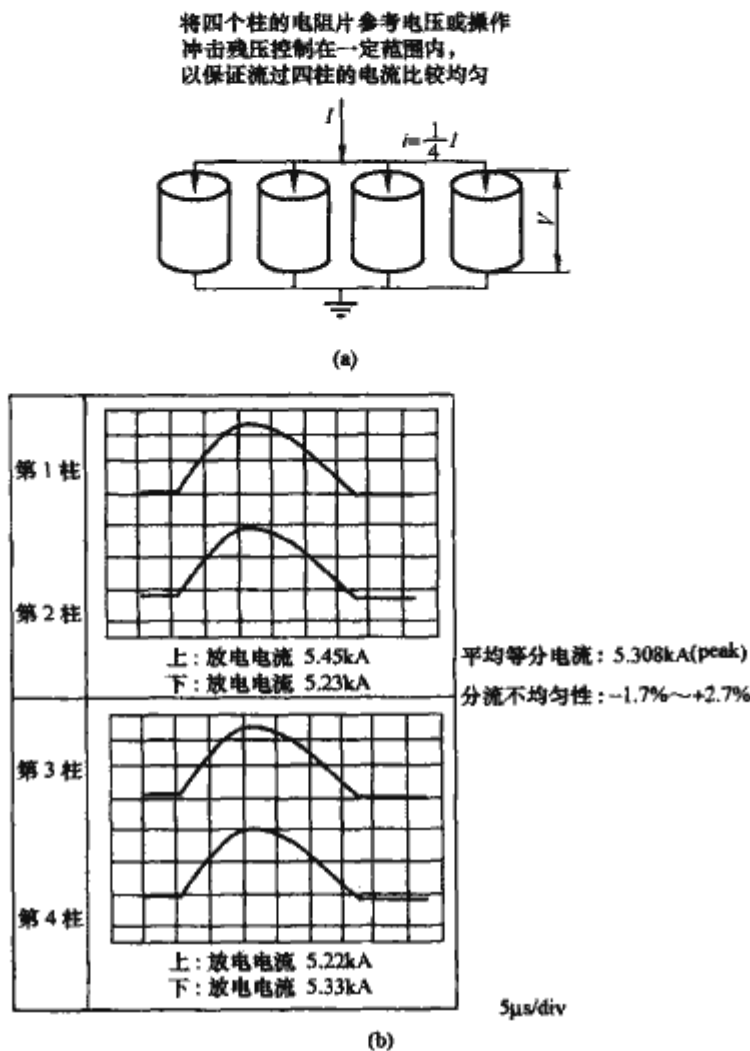 将四个柱的电阻片参考电压或操作
冲击残压控制在一定范围内,
以保证流过四柱的电流比较均匀
I
i=1/4 I
V
(a)
第1柱
第2柱
上:放电电流 5.45kA
下:放电电流 5.23kA
平均等分电流:5.308kA(peak)
分流不均匀性:-1.7%~+2.7%
第3柱
第4柱
上:放电电流 5.22kA
下:放电电流 5.33kA
5μs/div
(b)